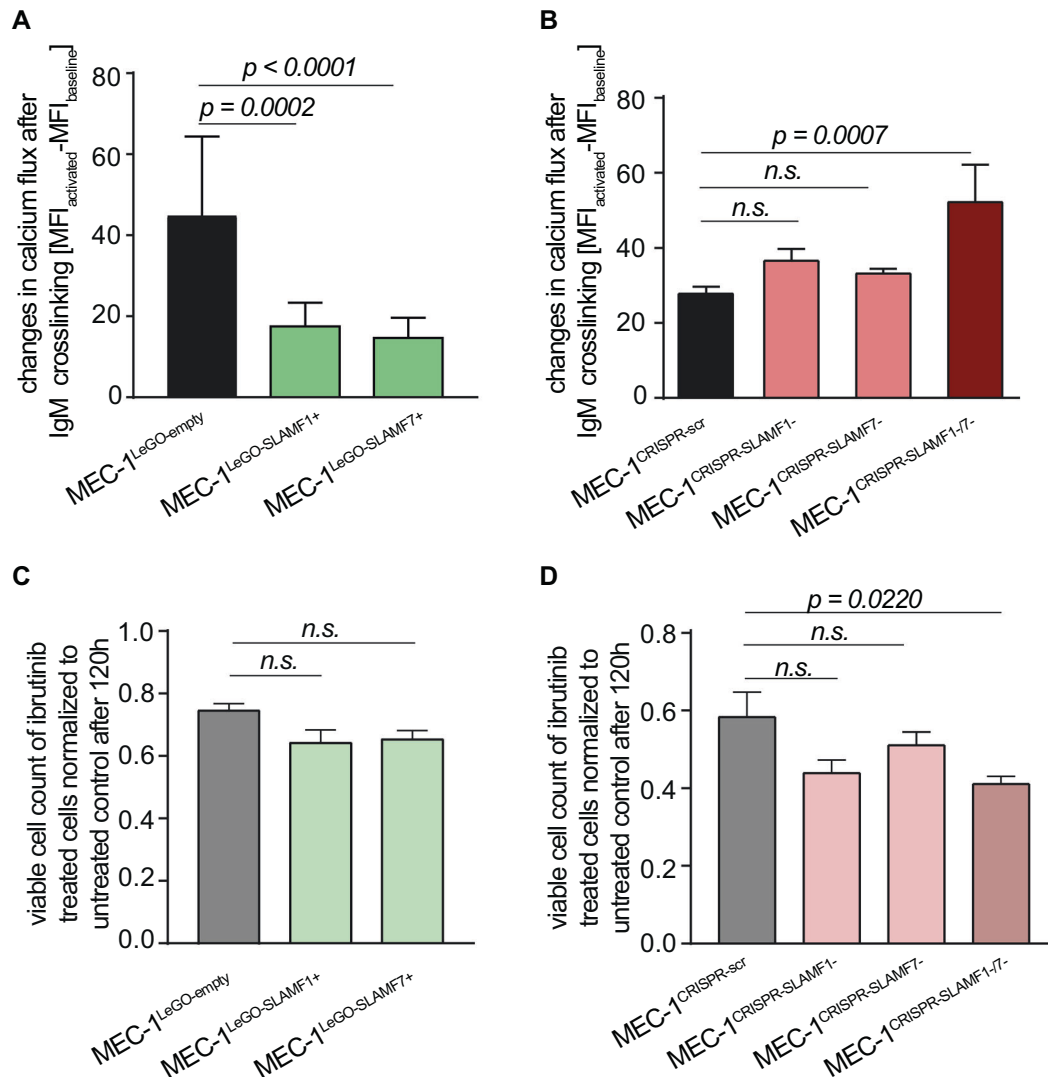 A
changes in calcium flux after
IgM crosslinking [MFIactivated-MFIbaseline]
80
60
40
20
0
p < 0.0001
p = 0.0002
MEC-1LeGO-empty
MEC-1LeGO-SLAMF1+
MEC-1LeGO-SLAMF7+
B
changes in calcium flux after
IgM crosslinking [MFIactivated-MFIbaseline]
80
60
40
20
0
p = 0.0007
n.s.
n.s.
MEC-1CRISPR-scr
MEC-1CRISPR-SLAMF1-
MEC-1CRISPR-SLAMF7-
MEC-1CRISPR-SLAMF1-/7-
C
viable cell count of ibrutinib
treated cells normalized to
untreated control after 120h
1.0
0.8
0.6
0.4
0.2
0.0
n.s.
n.s.
MEC-1LeGO-empty
MEC-1LeGO-SLAMF1+
MEC-1LeGO-SLAMF7+
D
viable cell count of ibrutinib
treated cells normalized to
untreated control after 120h
0.8
0.6
0.4
0.2
0.0
p = 0.0220
n.s.
n.s.
MEC-1CRISPR-scr
MEC-1CRISPR-SLAMF1-
MEC-1CRISPR-SLAMF7-
MEC-1CRISPR-SLAMF1-/7-